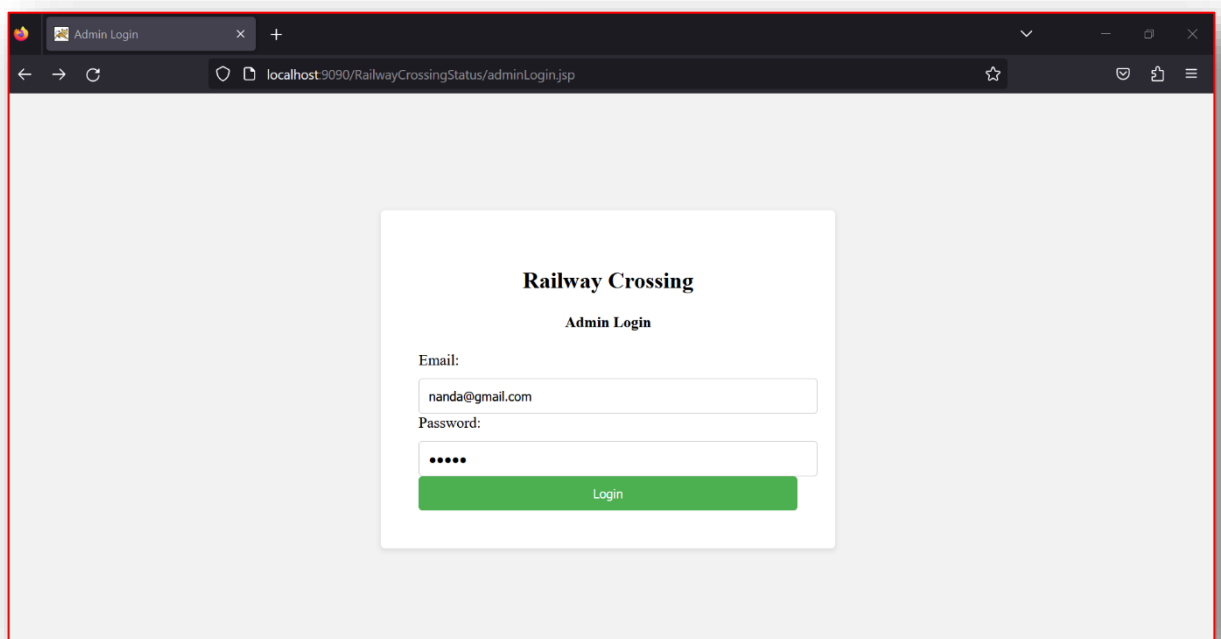 Admin Login
localhost:9090/RailwayCrossingStatus/adminLogin.jsp
Railway Crossing
Admin Login
Email:
nanda@gmail.com
Password:
•••••
Login